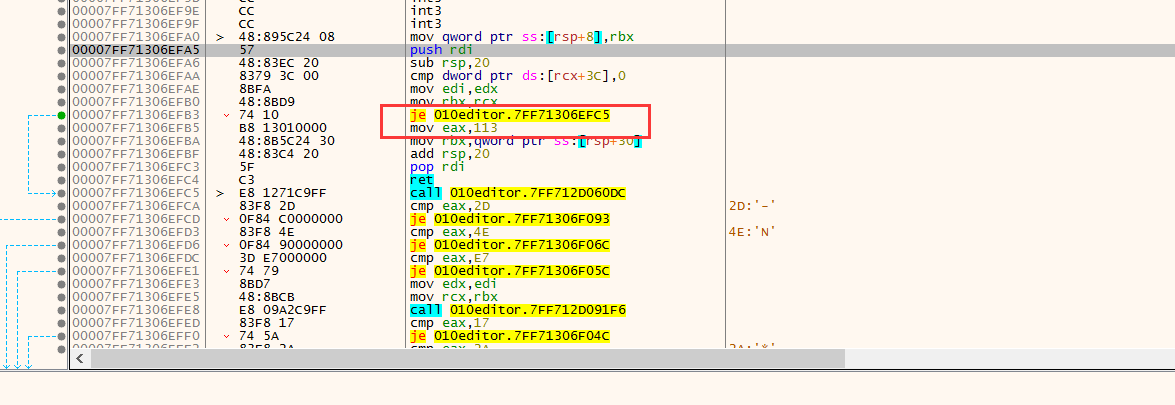 00007FF71306EF9E CC int3
00007FF71306EF9F CC int3
00007FF71306EFA0 > 48:895C24 08 mov qword ptr ss:[rsp+8],rbx
00007FF71306EFA5 57 push rdi
00007FF71306EFA6 48:83EC 20 sub rsp,20
00007FF71306EFAA 8379 3C 00 cmp dword ptr ds:[rcx+3C],0
00007FF71306EFAE 8BFA mov edi,edx
00007FF71306EFB0 48:8BD9 mov rbx,rcx
00007FF71306EFB3 74 10 je 010editor.7FF71306EFC5
00007FF71306EFB5 B8 13010000 mov eax,113
00007FF71306EFBA 48:8B5C24 30 mov rbx,qword ptr ss:[rsp+30]
00007FF71306EFBF 48:83C4 20 add rsp,20
00007FF71306EFC3 5F pop rdi
00007FF71306EFC4 C3 ret
00007FF71306EFC5 > E8 1271C9FF call 010editor.7FF712D060DC
00007FF71306EFCA 83F8 2D cmp eax,2D 2D:'-'
00007FF71306EFCD 0F84 C0000000 je 010editor.7FF71306F093
00007FF71306EFD3 83F8 4E cmp eax,4E 4E:'N'
00007FF71306EFD6 0F84 90000000 je 010editor.7FF71306F06C
00007FF71306EFDC 3D E7000000 cmp eax,E7
00007FF71306EFE1 74 79 je 010editor.7FF71306F05C
00007FF71306EFE3 8BD7 mov edx,edi
00007FF71306EFE5 48:8BCB mov rcx,rbx
00007FF71306EFE8 E8 09A2C9FF call 010editor.7FF712D091F6
00007FF71306EFED 83F8 17 cmp eax,17
00007FF71306EFF0 74 5A je 010editor.7FF71306F04C